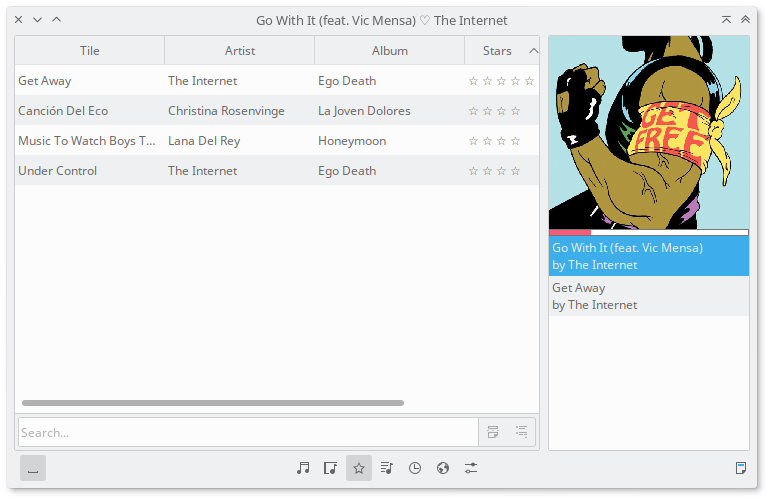 Go With It (feat. Vic Mensa) ♡ The Internet
Tile Artist Album Stars
Get Away The Internet Ego Death ☆ ☆ ☆ ☆ ☆
Canción Del Eco Christina Rosenvinge La Joven Dolores ☆ ☆ ☆ ☆
Music To Watch Boys T... Lana Del Rey Honeymoon ☆ ☆ ☆ ☆
Under Control The Internet Ego Death ☆ ☆ ☆ ☆
Search...
GET
FREE
Go With It (feat. Vic Mensa)
by The Internet
Get Away
by The Internet